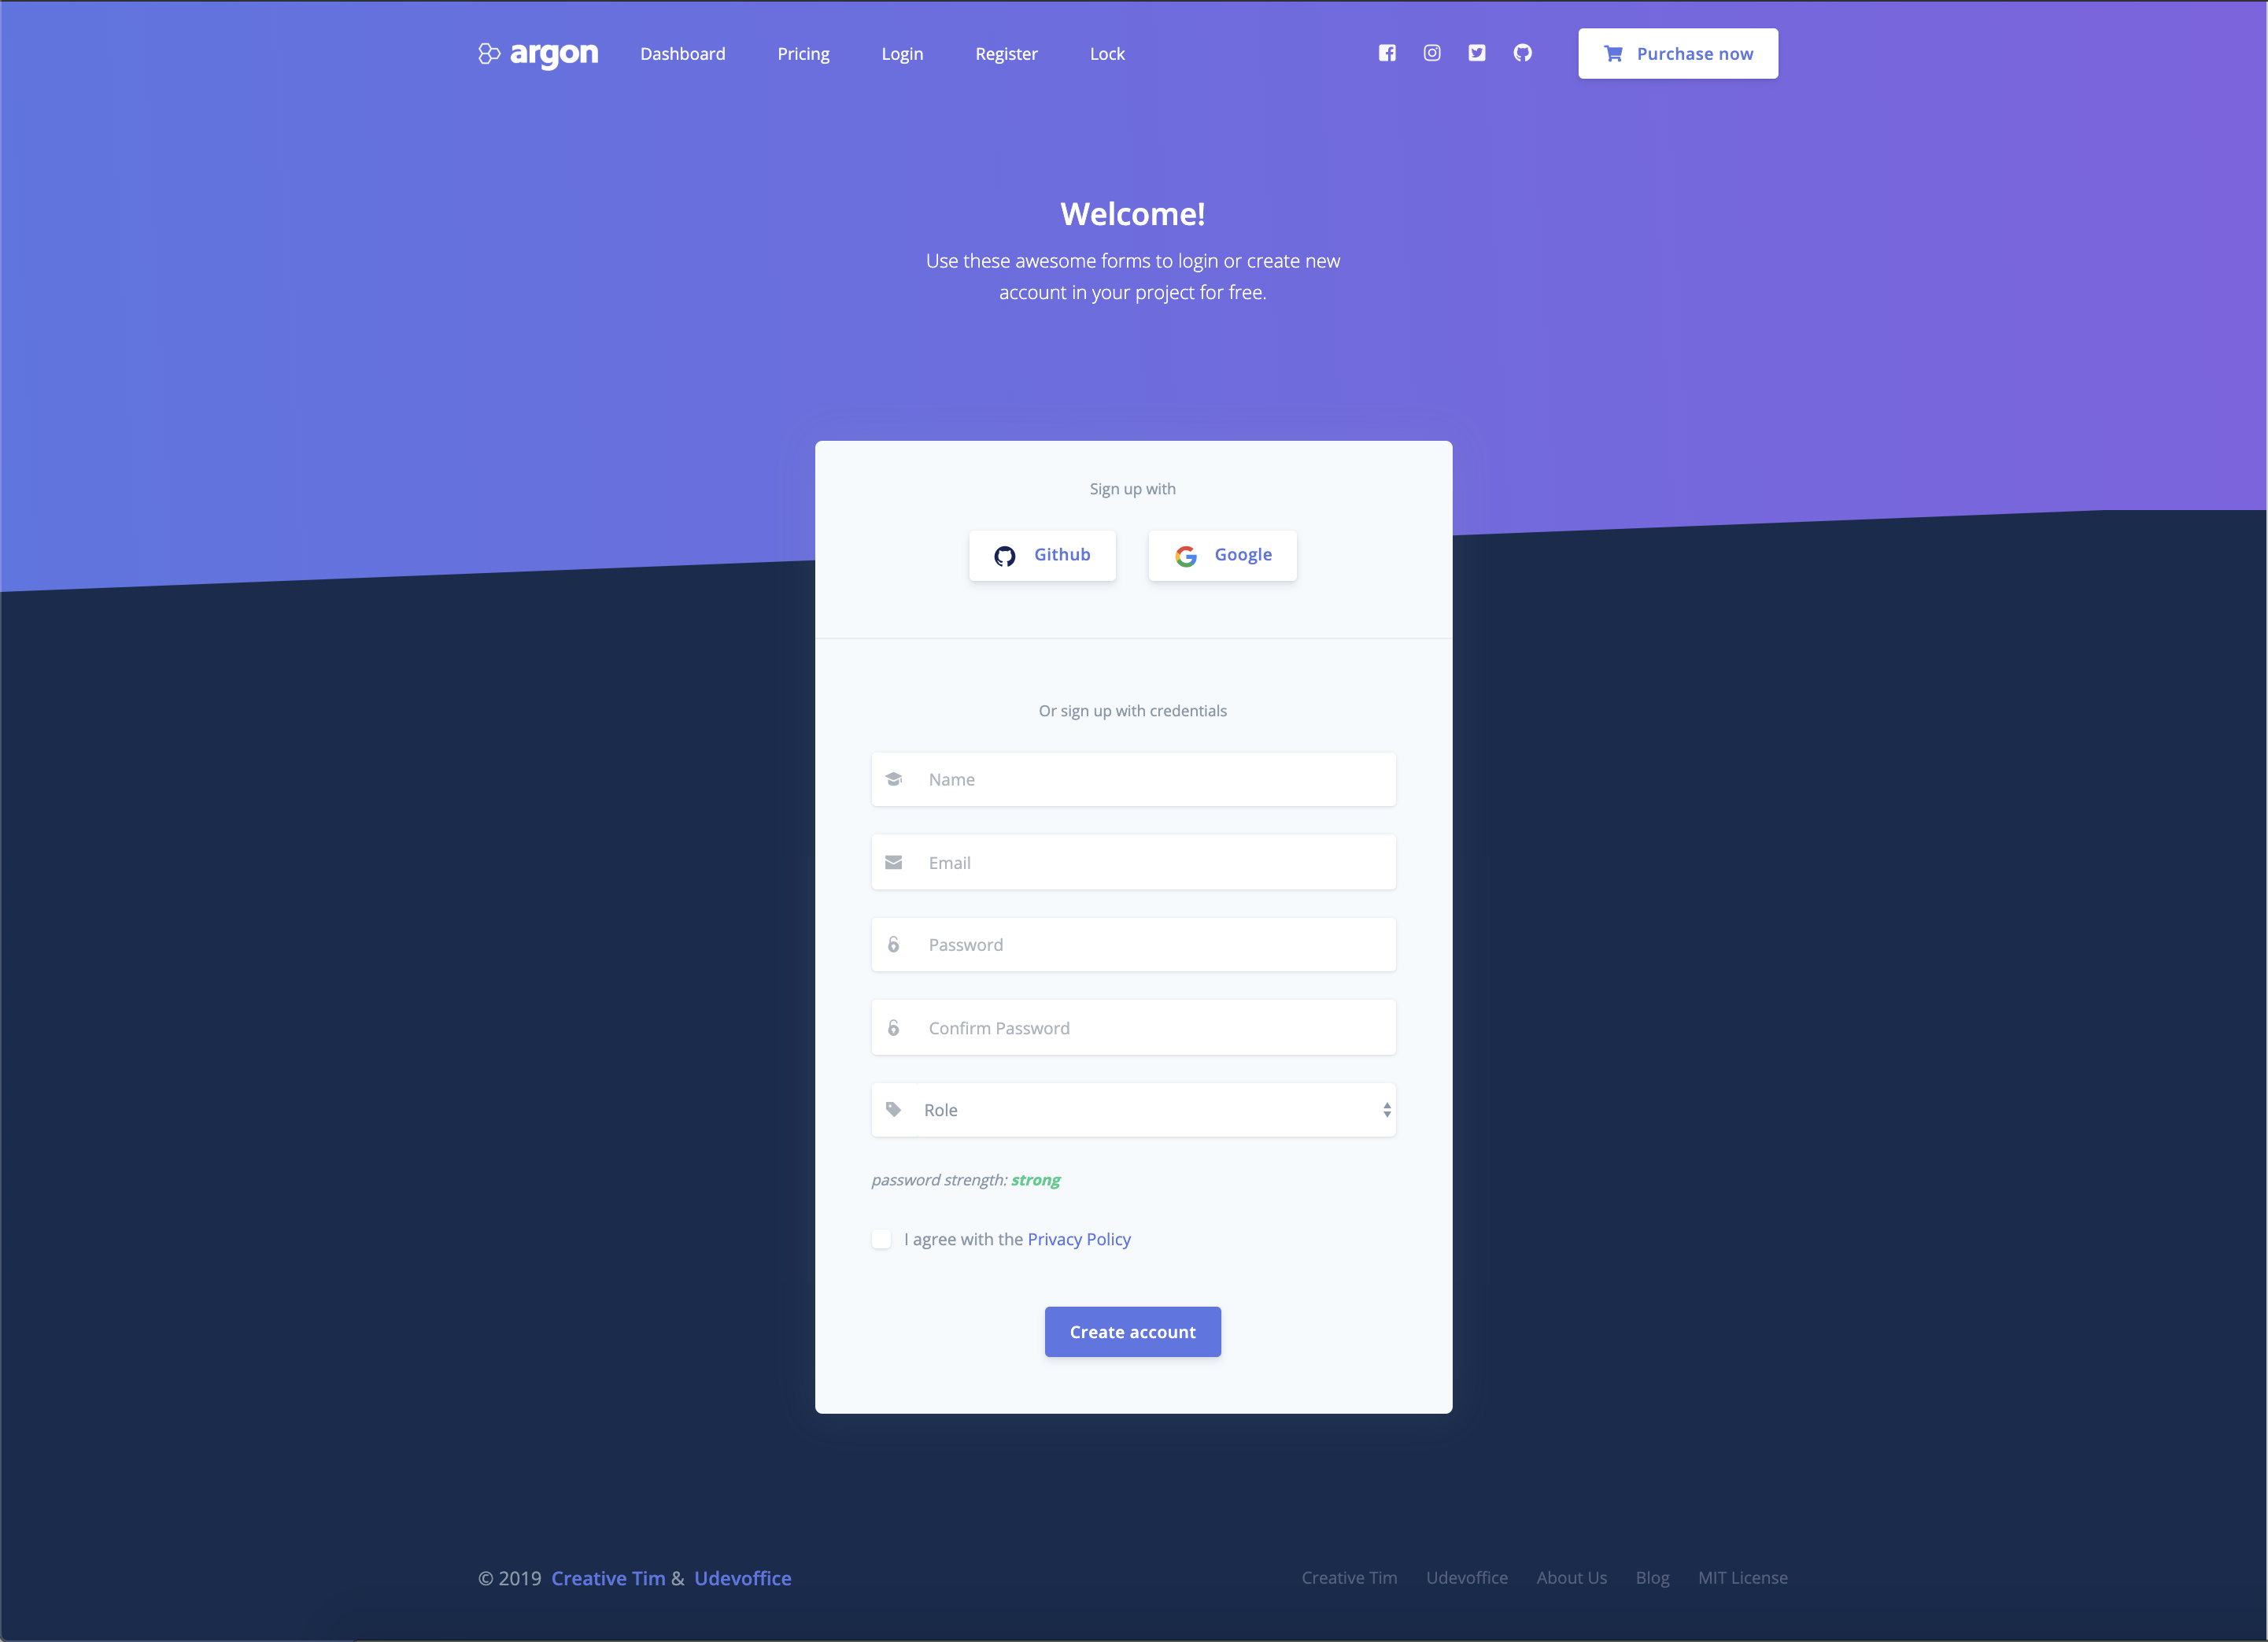 argon Dashboard Pricing Login Register Lock Purchase now
Welcome!
Use these awesome forms to login or create new
account in your project for free.
Sign up with
Github Google
Or sign up with credentials
Name
Email
Password
Confirm Password
Role
password strength: strong
I agree with the Privacy Policy
Create account
© 2019 Creative Tim & Udevoffice Creative Tim Udevoffice About Us Blog MIT License